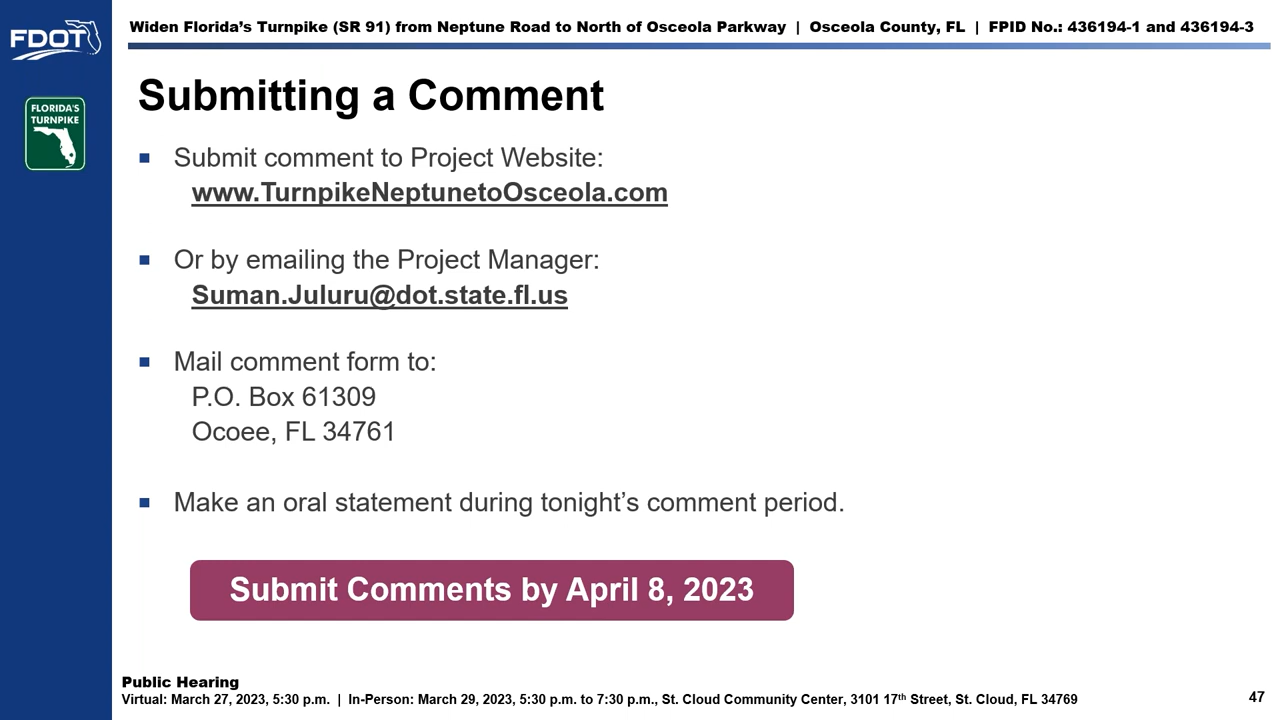 FDOT
Widen Florida’s Turnpike (SR 91) from Neptune Road to North of Osceola Parkway | Osceola County, FL | FPID No.: 436194-1 and 436194-3
FLORIDA'S
TURNPIKE
Submitting a Comment
Submit comment to Project Website:
www.TurnpikeNeptunetoOsceola.com
Or by emailing the Project Manager:
Suman.Juluru@dot.state.fl.us
Mail comment form to:
P.O. Box 61309
Ocoee, FL 34761
Make an oral statement during tonight’s comment period.
Submit Comments by April 8, 2023
Public Hearing
Virtual: March 27, 2023, 5:30 p.m. | In-Person: March 29, 2023, 5:30 p.m. to 7:30 p.m., St. Cloud Community Center, 3101 17th Street, St. Cloud, FL 34769
47